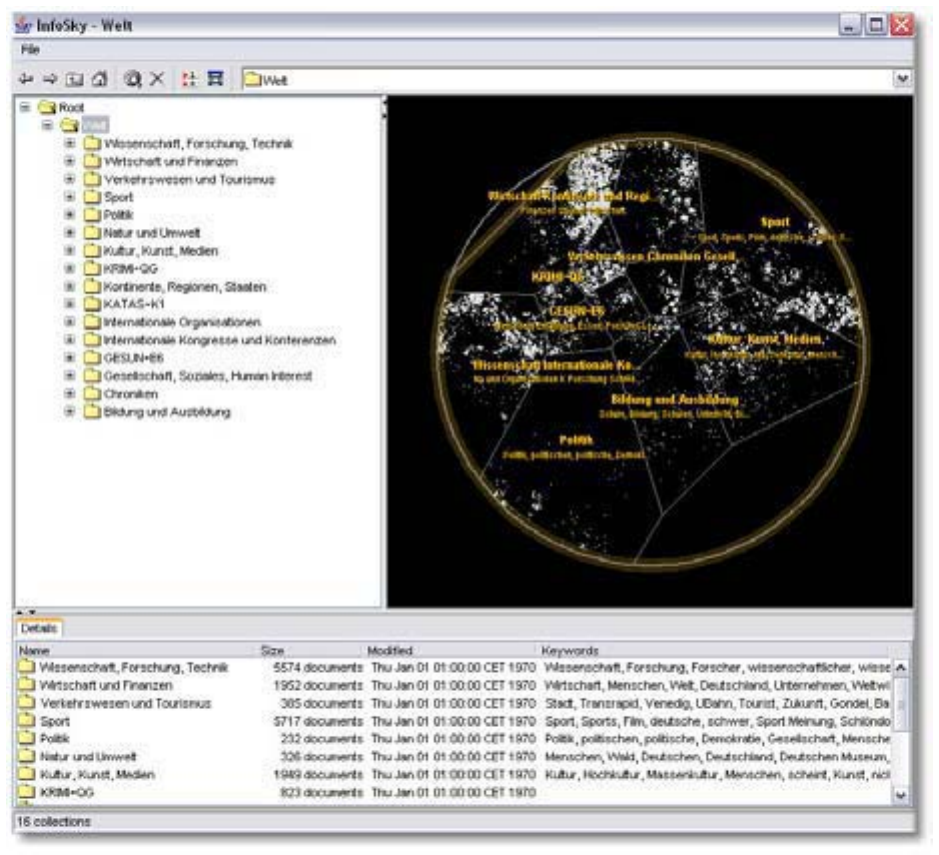 InfoSky - Welt
File
Welt
Root
Welt
Wissenschaft, Forschung, Technik
Wirtschaft und Finanzen
Verkehrswesen und Tourismus
Sport
Politik
Natur und Umwelt
Kultur, Kunst, Medien
KRIMI-QG
Kontinente, Regionen, Staaten
KATAS-K1
Internationale Organisationen
Internationale Kongresse und Konferenzen
GESUN-E6
Gesellschaft, Soziales, Human Interest
Chroniken
Bildung und Ausbildung
Sport
Verkehrswesen Chroniken Gesell...
KRIMI-QG
GESUN-E6
Kultur, Kunst, Medien,
Wissenschaft Internationale Ko...
Bildung und Ausbildung
Politik
Politik, politischen, politische, Demokr...
Details
Name Size Modified Keywords
Wissenschaft, Forschung, Technik 5574 documents Thu Jan 01 01:00:00 CET 1970 Wissenschaft, Forschung, Forscher, wissenschaftlicher, wisse
Wirtschaft und Finanzen 1952 documents Thu Jan 01 01:00:00 CET 1970 Wirtschaft, Menschen, Welt, Deutschland, Unternehmen, Weltwi
Verkehrswesen und Tourismus 385 documents Thu Jan 01 01:00:00 CET 1970 Stadt, Transrapid, Venedig, UBahn, Tourist, Zukunft, Gondel, Ba
Sport 5717 documents Thu Jan 01 01:00:00 CET 1970 Sport, Sports, Film, deutsche, schwer, Sport Meinung, Schlöndo
Politik 232 documents Thu Jan 01 01:00:00 CET 1970 Politik, politischen, politische, Demokratie, Gesellschaft, Mensche
Natur und Umwelt 326 documents Thu Jan 01 01:00:00 CET 1970 Menschen, Wald, Deutschen, Deutschland, Deutschen Museum,
Kultur, Kunst, Medien 1949 documents Thu Jan 01 01:00:00 CET 1970 Kultur, Hochkultur, Massenkultur, Menschen, scheint, Kunst, nicl
KRIMI-QG 823 documents Thu Jan 01 01:00:00 CET 1970
16 collections